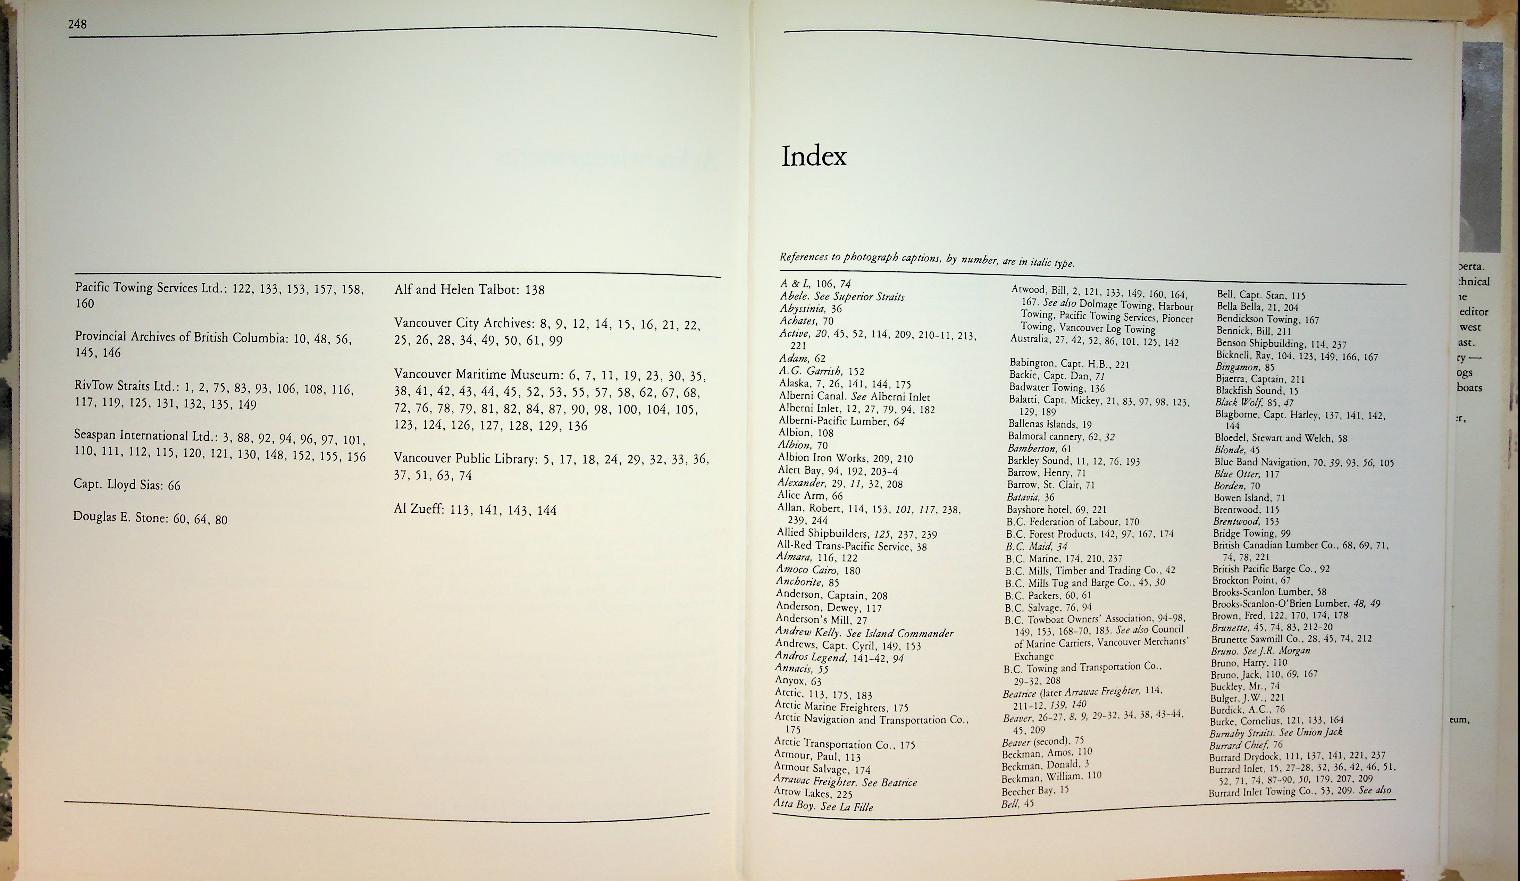 248
Pacific Towing Services Ltd.: 122, 133, 153, 157, 158,
160
Provincial Archives of British Columbia: 10, 48, 56,
145, 146
RivTow Straits Ltd.: 1, 2, 75, 83, 93, 106, 108, 116,
117, 119, 125, 131, 132, 135, 149
Seaspan International Ltd.: 3, 88, 92, 94, 96, 97, 101,
110, 111, 112, 115, 120, 121, 130, 148, 152, 155, 156
Capt. Lloyd Sias: 66
Douglas E. Stone: 60, 64, 80
Alf and Helen Talbot: 138
Vancouver City Archives: 8, 9, 12, 14, 15, 16, 21, 22,
25, 26, 28, 34, 49, 50, 61, 99
Vancouver Maritime Museum: 6, 7, 11, 19, 23, 30, 35,
38, 41, 42, 43, 44, 45, 52, 53, 55, 57, 58, 62, 67, 68,
72, 76, 78, 79, 81, 82, 84, 87, 90, 98, 100, 104, 105,
123, 124, 126, 127, 128, 129, 136
Vancouver Public Library: 5, 17, 18, 24, 29, 32, 33, 36,
37, 51, 63, 74
Al Zueff: 113, 141, 143, 144
Index
References to photograph captions, by number, are in italic type.
A & L, 106, 74
Abele. See Superior Straits
Abyssinia, 36
Achates, 70
Active, 20, 45, 52, 114, 209, 210-11, 213,
221
Adam, 62
A.G. Garrish, 152
Alaska, 7, 26, 141, 144, 175
Alberni Canal. See Alberni Inlet
Alberni Inlet, 12, 27, 79, 94, 182
Alberni-Pacific Lumber, 64
Albion, 108
Albion, 70
Albion Iron Works, 209, 210
Alert Bay, 94, 192, 203-4
Alexander, 29, 11, 32, 208
Alice Arm, 66
Allan, Robert, 114, 153, 101, 117, 238,
239, 244
Allied Shipbuilders, 125, 237, 239
All-Red Trans-Pacific Service, 38
Almara, 116, 122
Amoco Cairo, 180
Anchorite, 85
Anderson, Captain, 208
Anderson, Dewey, 117
Anderson's Mill, 27
Andrew Kelly. See Island Commander
Andrews, Capt. Cyril, 149, 153
Andros Legend, 141-42, 94
Annacis, 55
Anyox, 63
Arctic, 113, 175, 183
Arctic Marine Freighters, 175
Arctic Navigation and Transportation Co.,
175
Arctic Transportation Co., 175
Armour, Paul, 113
Armour Salvage, 174
Arrawac Freighter. See Beatrice
Arrow Lakes, 225
Atta Boy. See La Fille
Atwood, Bill, 2, 121, 133, 149, 160, 164,
167. See also Dolmage Towing, Harbour
Towing, Pacific Towing Services, Pioneer
Towing, Vancouver Log Towing
Australia, 27, 42, 52, 86, 101, 125, 142
Babington, Capt. H.B., 221
Backie, Capt. Dan, 71
Badwater Towing, 136
Balatti, Capt. Mickey, 21, 83, 97, 98, 123,
129, 189
Ballenas Islands, 19
Balmoral cannery, 62, 32
Bamberton, 61
Barkley Sound, 11, 12, 76, 193
Barrow, Henry, 71
Barrow, St. Clair, 71
Batavia, 36
Bayshore hotel, 69, 221
B.C. Federation of Labour, 170
B.C. Forest Products, 142, 97, 167, 174
B.C. Maid, 34
B.C. Marine, 174, 210, 237
B.C. Mills, Timber and Trading Co., 42
B.C. Mills Tug and Barge Co., 45, 30
B.C. Packers, 60, 61
B.C. Salvage, 76, 94
B.C. Towboat Owners' Association, 94-98,
149, 153, 168-70, 183. See also Council
of Marine Carriers, Vancouver Merchants'
Exchange
B.C. Towing and Transportation Co.,
29-32, 208
Beatrice (later Arrawac Freighter, 114,
211-12, 139, 140
Beaver, 26-27, 8, 9, 29-32, 34, 38, 43-44,
45, 209
Beaver (second), 75
Beckman, Amos, 110
Beckman, Donald, 3
Beckman, William, 110
Beecher Bay, 15
Bell, 45
Bell, Capt. Stan, 115
Bella Bella, 21, 204
Bendickson Towing, 167
Bennick, Bill, 211
Benson Shipbuilding, 114, 237
Bicknell, Ray, 104, 123, 149, 166, 167
Bingamon, 85
Bjaerra, Captain, 211
Blackfish Sound, 15
Black Wolf, 85, 47
Blagborne, Capt. Harley, 137, 141, 142,
144
Bloedel, Stewart and Welch, 58
Blonde, 45
Blue Band Navigation, 70, 39, 93, 56, 105
Blue Otter, 117
Borden, 70
Bowen Island, 71
Brentwood, 115
Brentwood, 153
Bridge Towing, 99
British Canadian Lumber Co., 68, 69, 71,
74, 78, 221
British Pacific Barge Co., 92
Brockton Point, 67
Brooks-Scanlon Lumber, 58
Brooks-Scanlon-O'Brien Lumber, 48, 49
Brown, Fred, 122, 170, 174, 178
Brunette, 45, 74, 83, 212-20
Brunette Sawmill Co., 28, 45, 74, 212
Bruno. See J.R. Morgan
Bruno, Harry, 110
Bruno, Jack, 110, 69, 167
Buckley, Mr., 74
Bulger, J.W., 221
Burdick, A.C., 76
Burke, Cornelius, 121, 133, 164
Burnaby Straits. See Union Jack
Burrard Chief, 76
Burrard Drydock, 111, 137, 141, 221, 237
Burrard Inlet, 15, 27-28, 32, 36, 42, 46, 51,
52, 71, 74, 87-90, 50, 179, 207, 209
Burrard Inlet Towing Co., 53, 209. See also
perta.
chnical
editor
west
ast.
ogs
boats
eum,